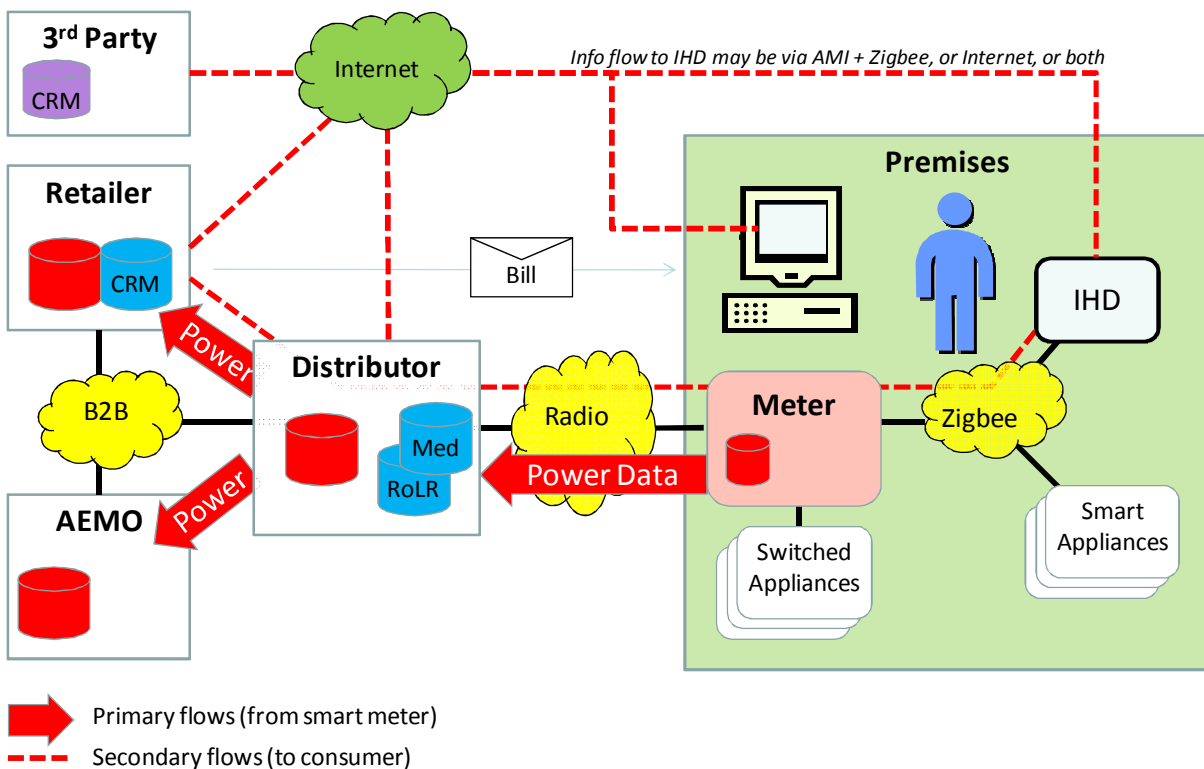 3rd Party
CRM
Internet
Info flow to IHD may be via AMI + Zigbee, or Internet, or both
Retailer
CRM
Bill
Premises
IHD
Power
Distributor
Med
RoLR
B2B
Radio
Power Data
Meter
Zigbee
Power
AEMO
Switched
Appliances
Smart
Appliances
Primary flows (from smart meter)
Secondary flows (to consumer)